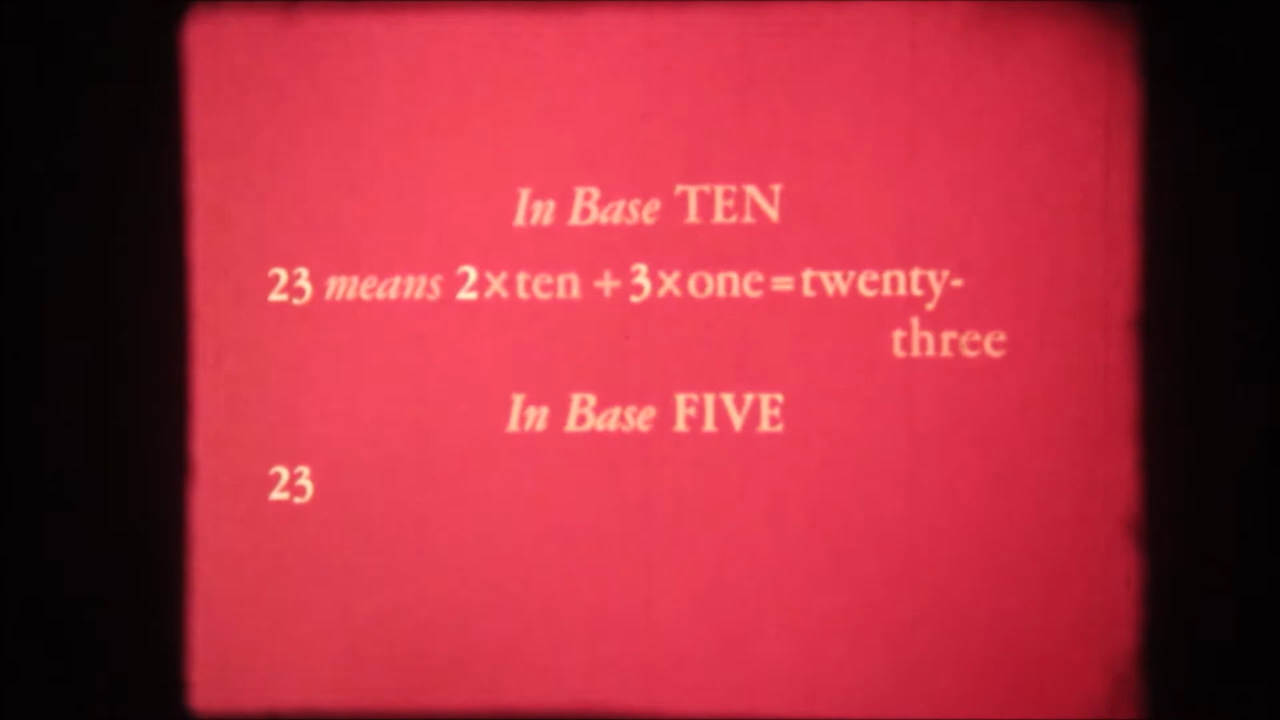 In Base TEN
23 means 2×ten + 3×one=twenty-
three
In Base FIVE
23